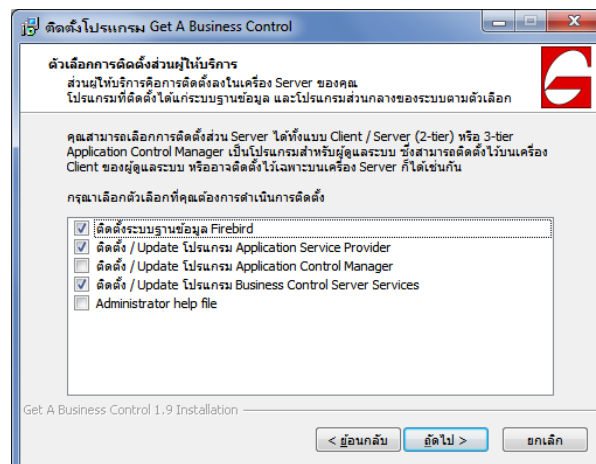 ติดตั้งโปรแกรม Get A Business Control
ตัวเลือกการติดตั้งส่วนผู้ให้บริการ
ส่วนผู้ให้บริการคือการติดตั้งลงในเครื่อง Server ของคุณ
โปรแกรมที่ติดตั้งได้แก่ระบบฐานข้อมูล และโปรแกรมส่วนกลางของระบบตามตัวเลือก
คุณสามารถเลือกการติดตั้งส่วน Server ได้ทั้งแบบ Client / Server (2-tier) หรือ 3-tier
Application Control Manager เป็นโปรแกรมสำหรับผู้ดูแลระบบ ซึ่งสามารถติดตั้งไว้บนเครื่อง
Client ของผู้ดูแลระบบ หรืออาจติดตั้งไว้เฉพาะบนเครื่อง Server ก็ได้เช่นกัน
กรุณาเลือกตัวเลือกที่คุณต้องการดำเนินการติดตั้ง
ติดตั้งระบบฐานข้อมูล Firebird
ติดตั้ง / Update โปรแกรม Application Service Provider
ติดตั้ง / Update โปรแกรม Application Control Manager
ติดตั้ง / Update โปรแกรม Business Control Server Services
Administrator help file
Get A Business Control 1.9 Installation
< ย้อนกลับ
ถัดไป >
ยกเลิก